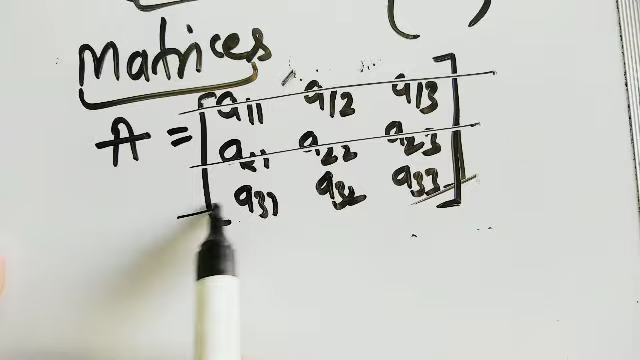 Matrices
A = [a11 a12 a13
a21 a22 a23
a31 a32 a33]